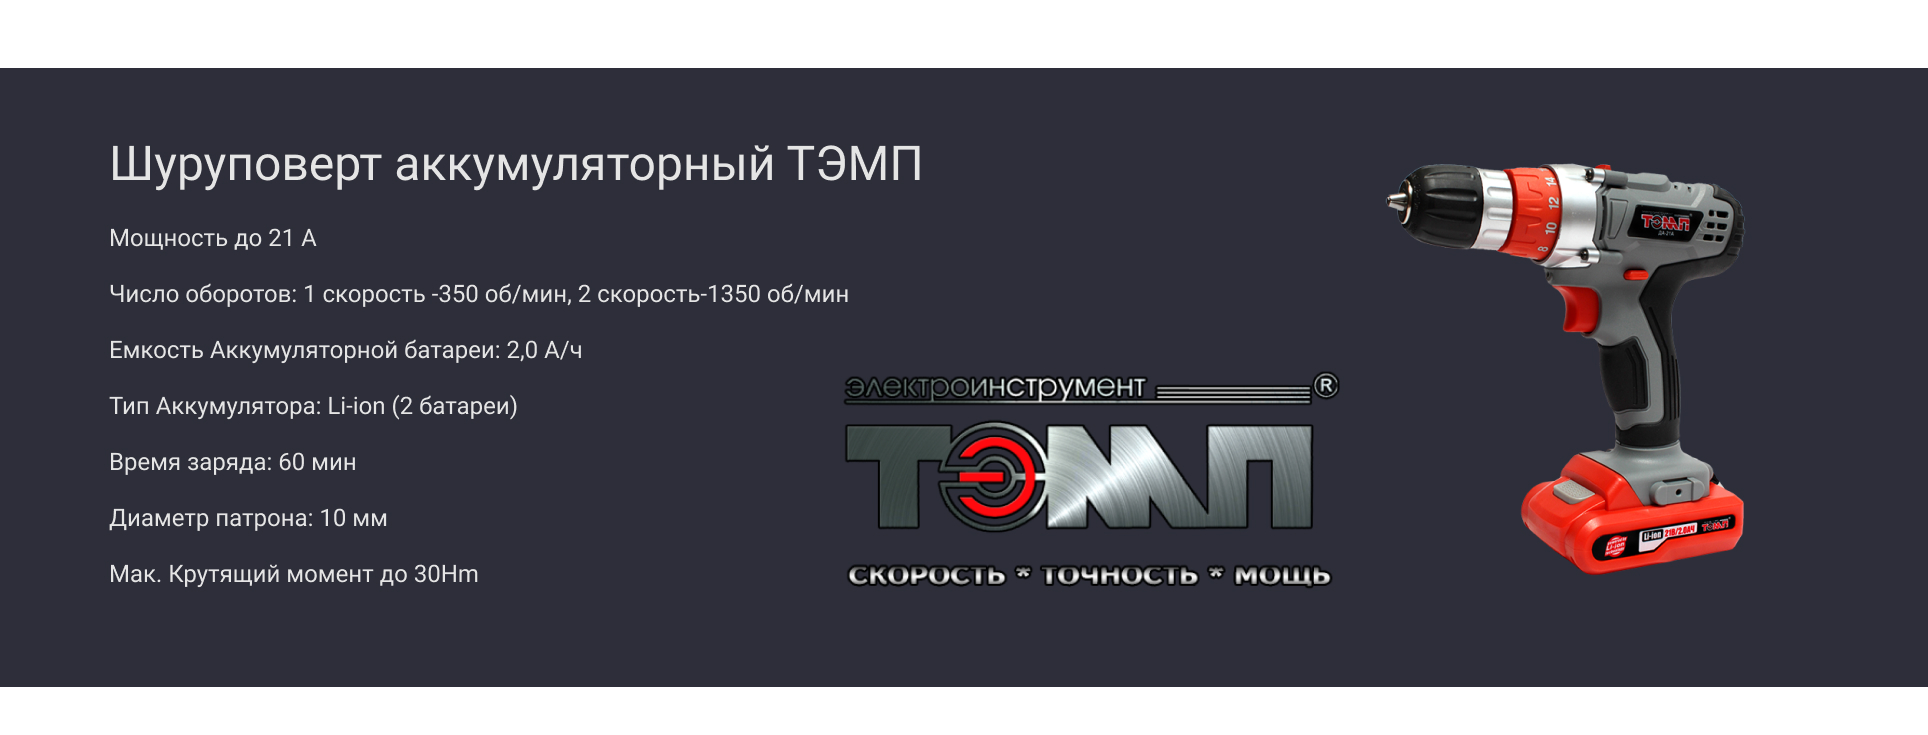 Шуруповерт аккумуляторный ТЭМП
Мощность до 21 А
Число оборотов: 1 скорость -350 об/мин, 2 скорость-1350 об/мин
Емкость Аккумуляторной батареи: 2,0 А/ч
Тип Аккумулятора: Li-ion (2 батареи)
Время заряда: 60 мин
Диаметр патрона: 10 мм
Мак. Крутящий момент до 30Hm
электроинструмент ®
ТЭМП
СКОРОСТЬ * ТОЧНОСТЬ * МОЩЬ
8 10 12 14
ТЭМП
ДА-21А
Li-ion 21В/2.0АЧ ТЭМП